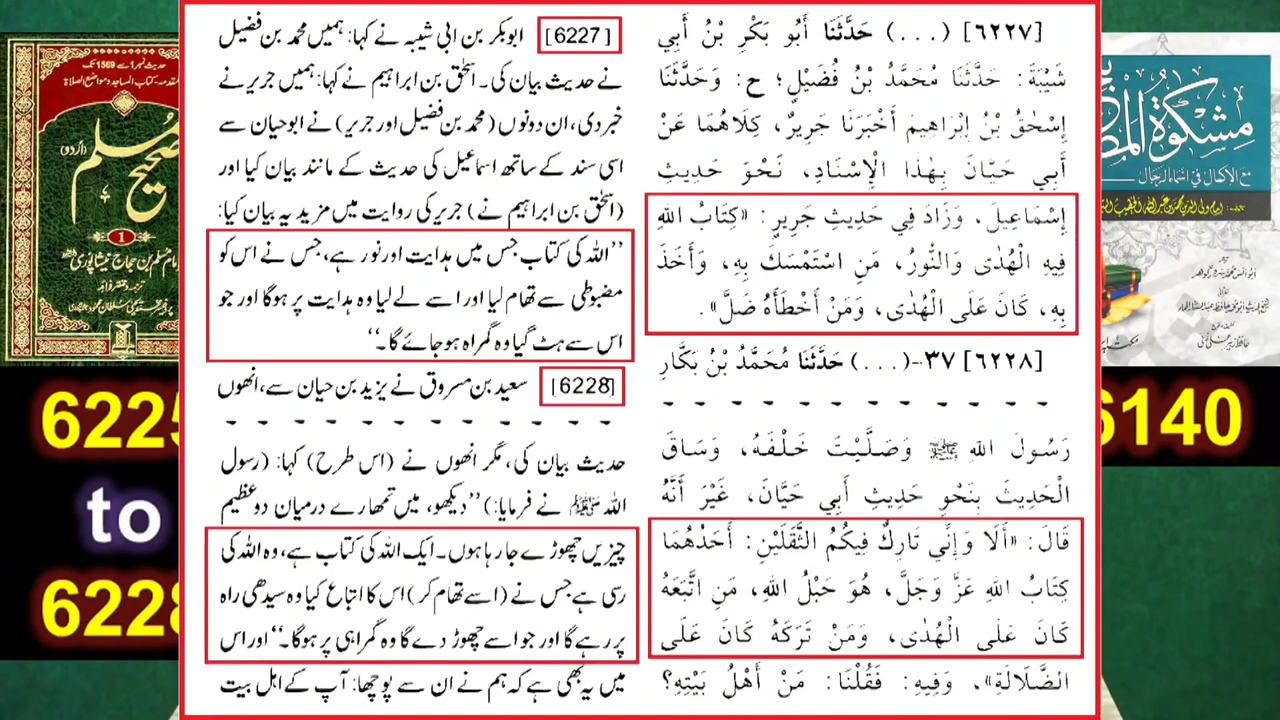 [٦٢٢٧] (...) حَدَّثَنَا أَبُو بَكْرِ بْنُ أَبِي
شَيْبَةَ: حَدَّثَنَا مُحَمَّدُ بْنُ فُضَيْلٍ؛ ح: وَحَدَّثَنَا
إِسْحٰقُ بْنُ إِبْرَاهِيمَ أَخْبَرَنَا جَرِيرٌ، كِلَاهُمَا عَنْ
أَبِي حَيَّانَ بِهٰذَا الْإِسْنَادِ، نَحْوَ حَدِيثِ
إِسْمَاعِيلَ، وَزَادَ فِي حَدِيثِ جَرِيرٍ: «كِتَابُ اللهِ
فِيهِ الْهُدٰى وَالنُّورُ، مَنِ اسْتَمْسَكَ بِهِ، وَأَخَذَ
بِهِ، كَانَ عَلَى الْهُدٰى، وَمَنْ أَخْطَأَهُ ضَلَّ».
[٦٢٢٨] ٣٧-(...) حَدَّثَنَا مُحَمَّدُ بْنُ بَكَّارِ
رَسُولَ اللهِ ﷺ وَصَلَّيْتَ خَلْفَهُ، وَسَاقَ
الْحَدِيثَ بِنَحْوِ حَدِيثِ أَبِي حَيَّانَ، غَيْرَ أَنَّهُ
قَالَ: «أَلَا وَإِنِّي تَارِكٌ فِيكُمُ الثَّقَلَيْنِ: أَحَدُهُمَا
كِتَابُ اللهِ عَزَّ وَجَلَّ، هُوَ حَبْلُ اللهِ، مَنِ اتَّبَعَهُ
كَانَ عَلَى الْهُدٰى، وَمَنْ تَرَكَهُ كَانَ عَلَى
الضَّلَالَةِ». وَفِيهِ: فَقُلْنَا: مَنْ أَهْلُ بَيْتِهِ؟
[6227] ابوبکر بن ابی شیبہ نے کہا: ہمیں محمد بن فضیل
نے حدیث بیان کی۔ اسحٰق بن ابراہیم نے کہا: ہمیں جریر نے
خبر دی، ان دونوں (محمد بن فضیل اور جریر) نے ابوحیان سے
اسی سند کے ساتھ اسماعیل کی حدیث کے مانند بیان کیا اور
(اسحٰق بن ابراہیم نے) جریر کی روایت میں مزید یہ بیان کیا:
"اللہ کی کتاب جس میں ہدایت اور نور ہے، جس نے اس کو
مضبوطی سے تھام لیا اور اسے لے لیا وہ ہدایت پر ہوگا اور جو
اس سے ہٹ گیا وہ گمراہ ہو جائے گا۔"
[6228] سعید بن مسروق نے یزید بن حیان سے، انھوں
حدیث بیان کی، مگر انھوں نے (اس طرح) کہا: (رسول
اللہ ﷺ نے فرمایا:) "دیکھو، میں تمھارے درمیان دو عظیم
چیزیں چھوڑے جا رہا ہوں۔ ایک اللہ کی کتاب ہے، وہ اللہ کی
رسی ہے جس نے (اسے تھام کر) اس کا اتباع کیا وہ سیدھی راہ
پر رہے گا اور جو اسے چھوڑ دے گا وہ گمراہی پر ہوگا۔" اور اس
میں یہ بھی ہے کہ ہم نے ان سے پوچھا: آپ کے اہل بیت
صحیح مسلم
(اردو)
1
6225
to
6228
مشكوة
مع الإكمال في أسماء الرجال
6140